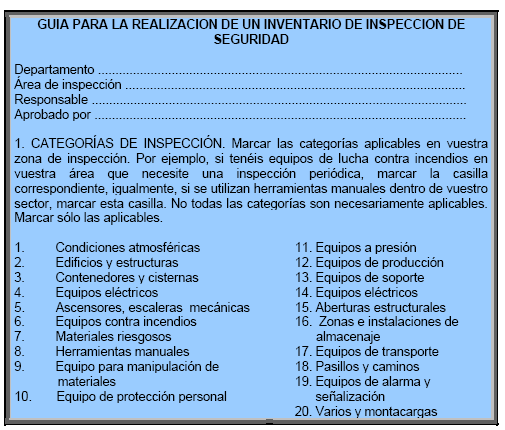 GUIA PARA LA REALIZACION DE UN INVENTARIO DE INSPECCION DE
SEGURIDAD
Departamento ....................................................................................................
Área de inspección ..............................................................................................
Responsable ........................................................................................................
Aprobado por .......................................................................................................
1. CATEGORÍAS DE INSPECCIÓN. Marcar las categorías aplicables en vuestra
zona de inspección. Por ejemplo, si tenéis equipos de lucha contra incendios en
vuestra área que necesite una inspección periódica, marcar la casilla
correspondiente, igualmente, si se utilizan herramientas manuales dentro de vuestro
sector, marcar esta casilla. No todas las categorías son necesariamente aplicables.
Marcar sólo las aplicables.
1. Condiciones atmosféricas
2. Edificios y estructuras
3. Contenedores y cisternas
4. Equipos eléctricos
5. Ascensores, escaleras mecánicas
6. Equipos contra incendios
7. Materiales riesgosos
8. Herramientas manuales
9. Equipo para manipulación de
materiales
10. Equipo de protección personal
11. Equipos a presión
12. Equipos de producción
13. Equipos de soporte
14. Equipos eléctricos
15. Aberturas estructurales
16. Zonas e instalaciones de
almacenaje
17. Equipos de transporte
18. Pasillos y caminos
19. Equipos de alarma y
señalización
20. Varios y montacargas